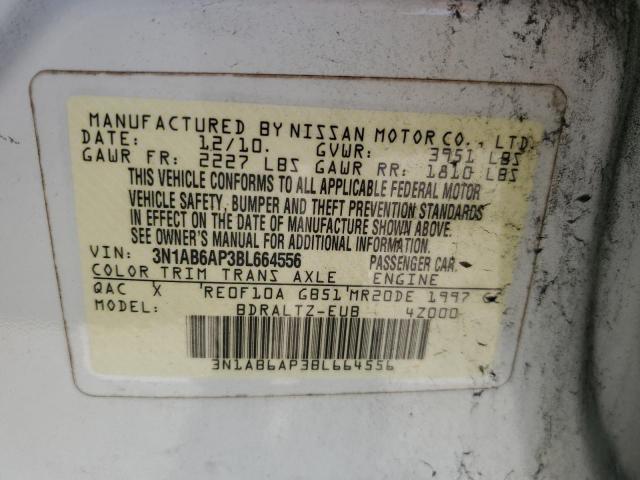 MANUFACTURED BY NISSAN MOTOR CO., LTD.
DATE: 12/10. GVWR: 3951 LBS
GAWR FR: 2227 LBS GAWR RR: 1810 LBS
THIS VEHICLE CONFORMS TO ALL APPLICABLE FEDERAL MOTOR
VEHICLE SAFETY, BUMPER AND THEFT PREVENTION STANDARDS
IN EFFECT ON THE DATE OF MANUFACTURE SHOWN ABOVE.
SEE OWNER'S MANUAL FOR ADDITIONAL INFORMATION.
VIN: 3N1AB6AP3BL664556 PASSENGER CAR
COLOR TRIM TRANS AXLE ENGINE
QAC X RE0F10A GB51 MR20DE 1997
MODEL: BDRALTZ-EUB 4Z000
3N1AB6AP3BL664556